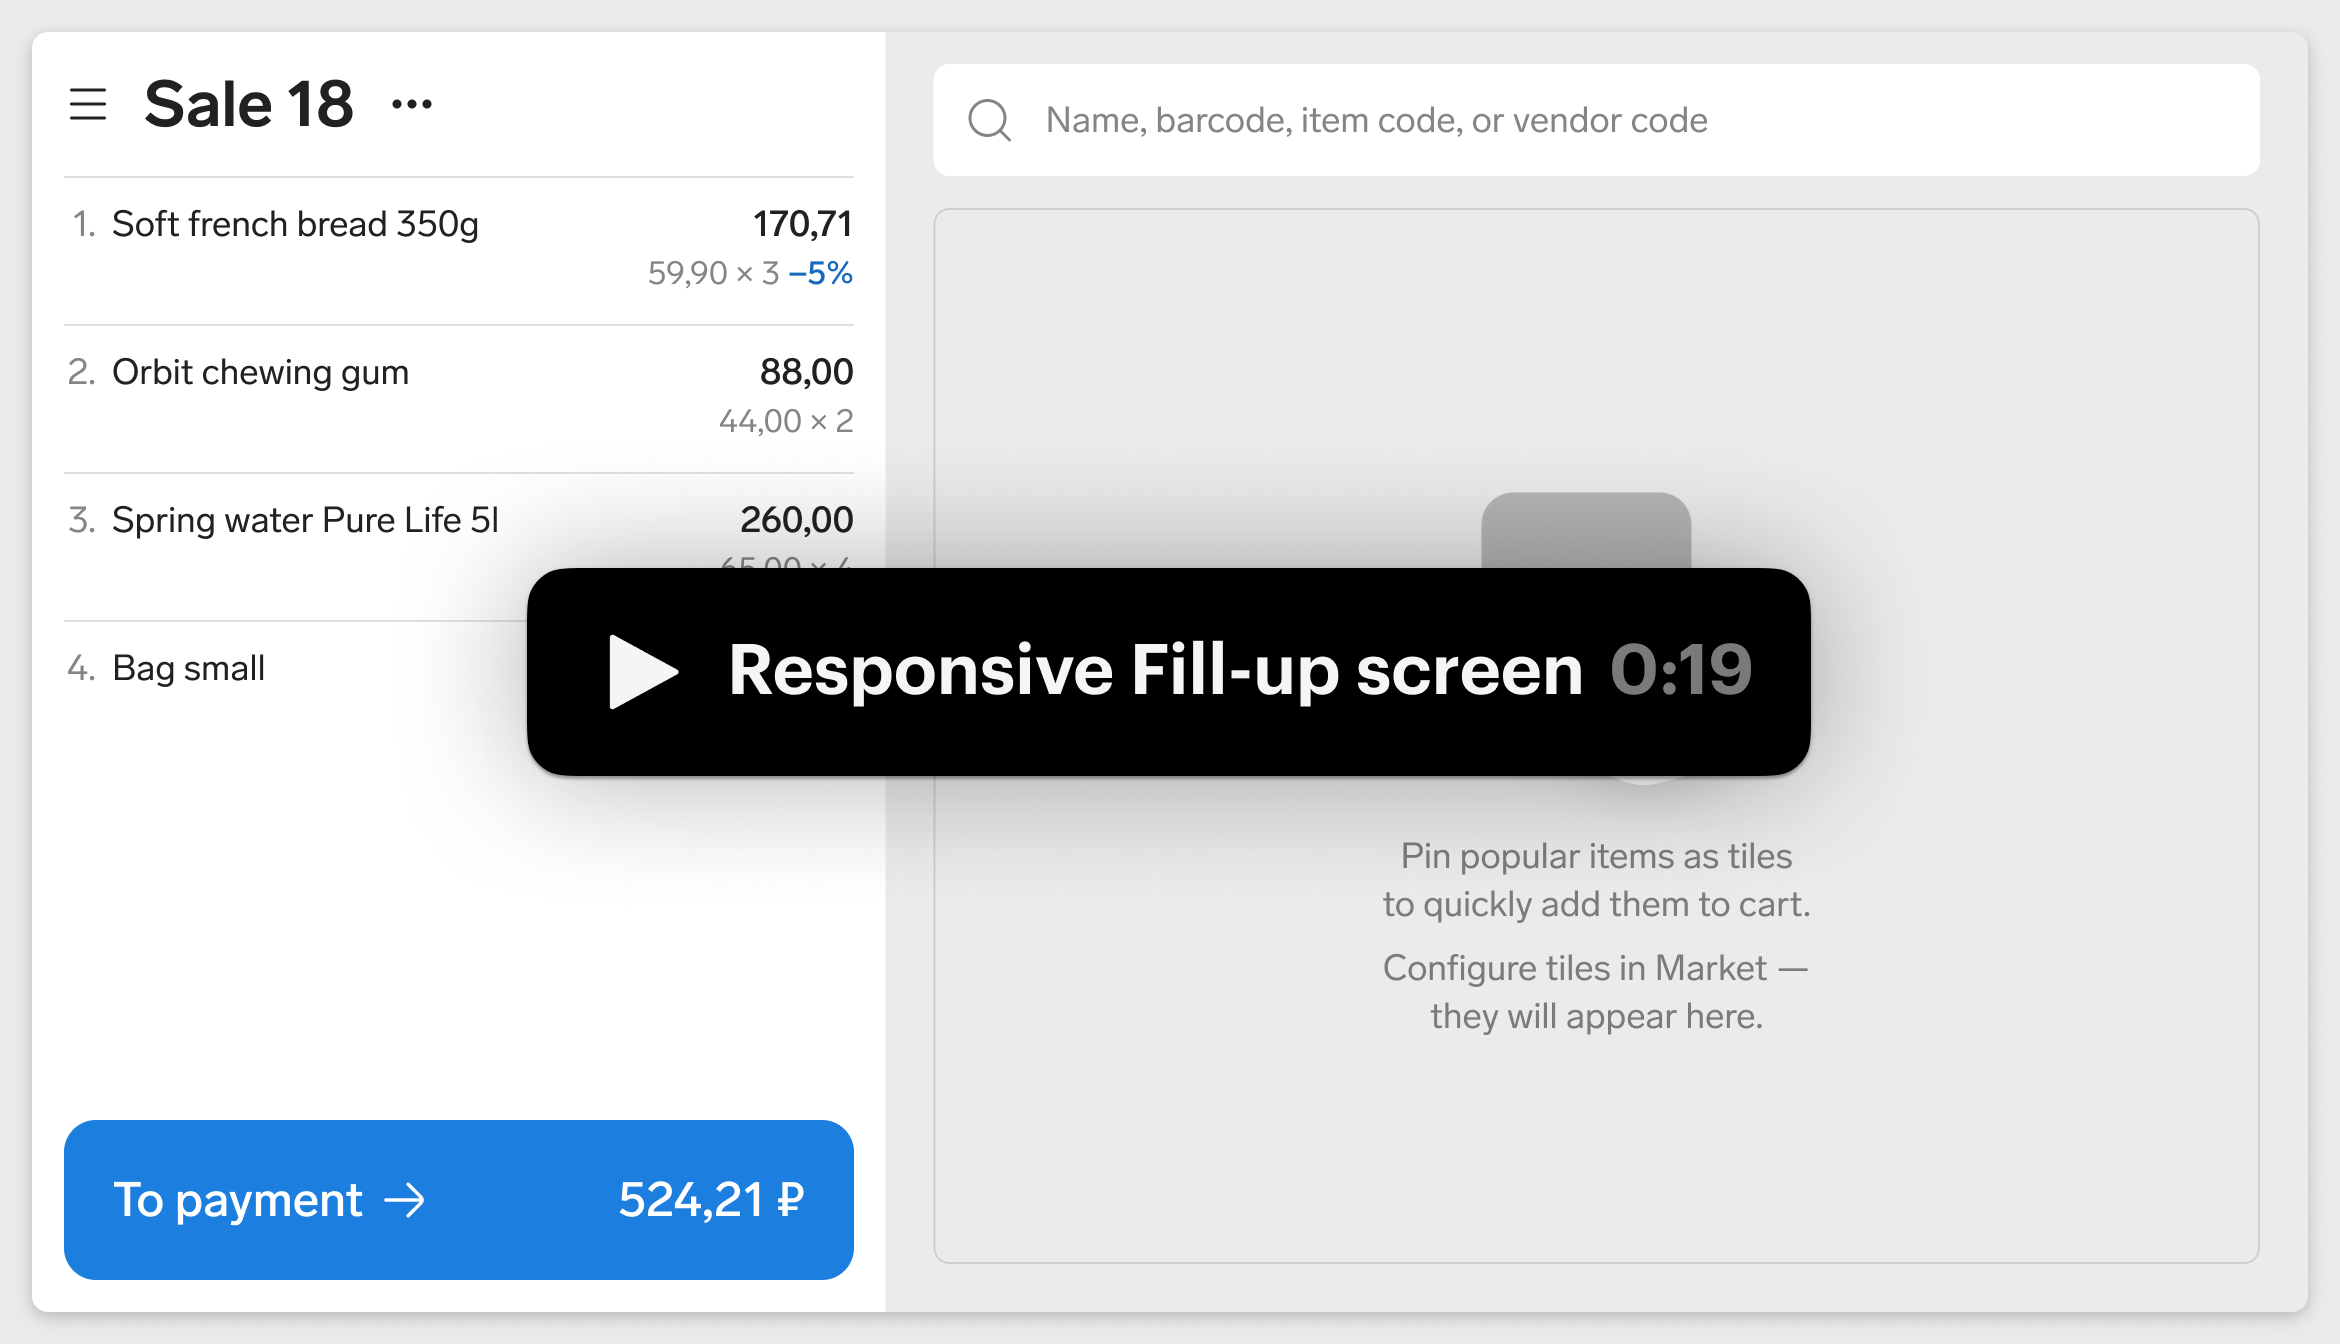 Sale 18 •••
1. Soft french bread 350g 170,71
59,90 × 3 –5%
2. Orbit chewing gum 88,00
44,00 × 2
3. Spring water Pure Life 5l 260,00
65,00 × 4
4. Bag small
To payment → 524,21 ₽
Name, barcode, item code, or vendor code
Responsive Fill-up screen 0:19
Pin popular items as tiles
to quickly add them to cart.
Configure tiles in Market —
they will appear here.